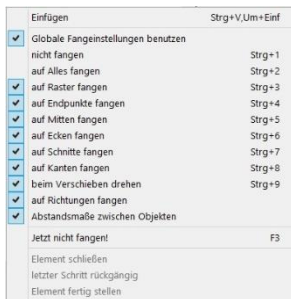 Einfügen Strg+V,Um+Einf
Globale Fangeinstellungen benutzen
nicht fangen Strg+1
auf Alles fangen Strg+2
auf Raster fangen Strg+3
auf Endpunkte fangen Strg+4
auf Mitten fangen Strg+5
auf Ecken fangen Strg+6
auf Schnitte fangen Strg+7
auf Kanten fangen Strg+8
beim Verschieben drehen Strg+9
auf Richtungen fangen
Abstandsmaße zwischen Objekten
Jetzt nicht fangen! F3
Element schließen
letzter Schritt rückgängig
Element fertig stellen